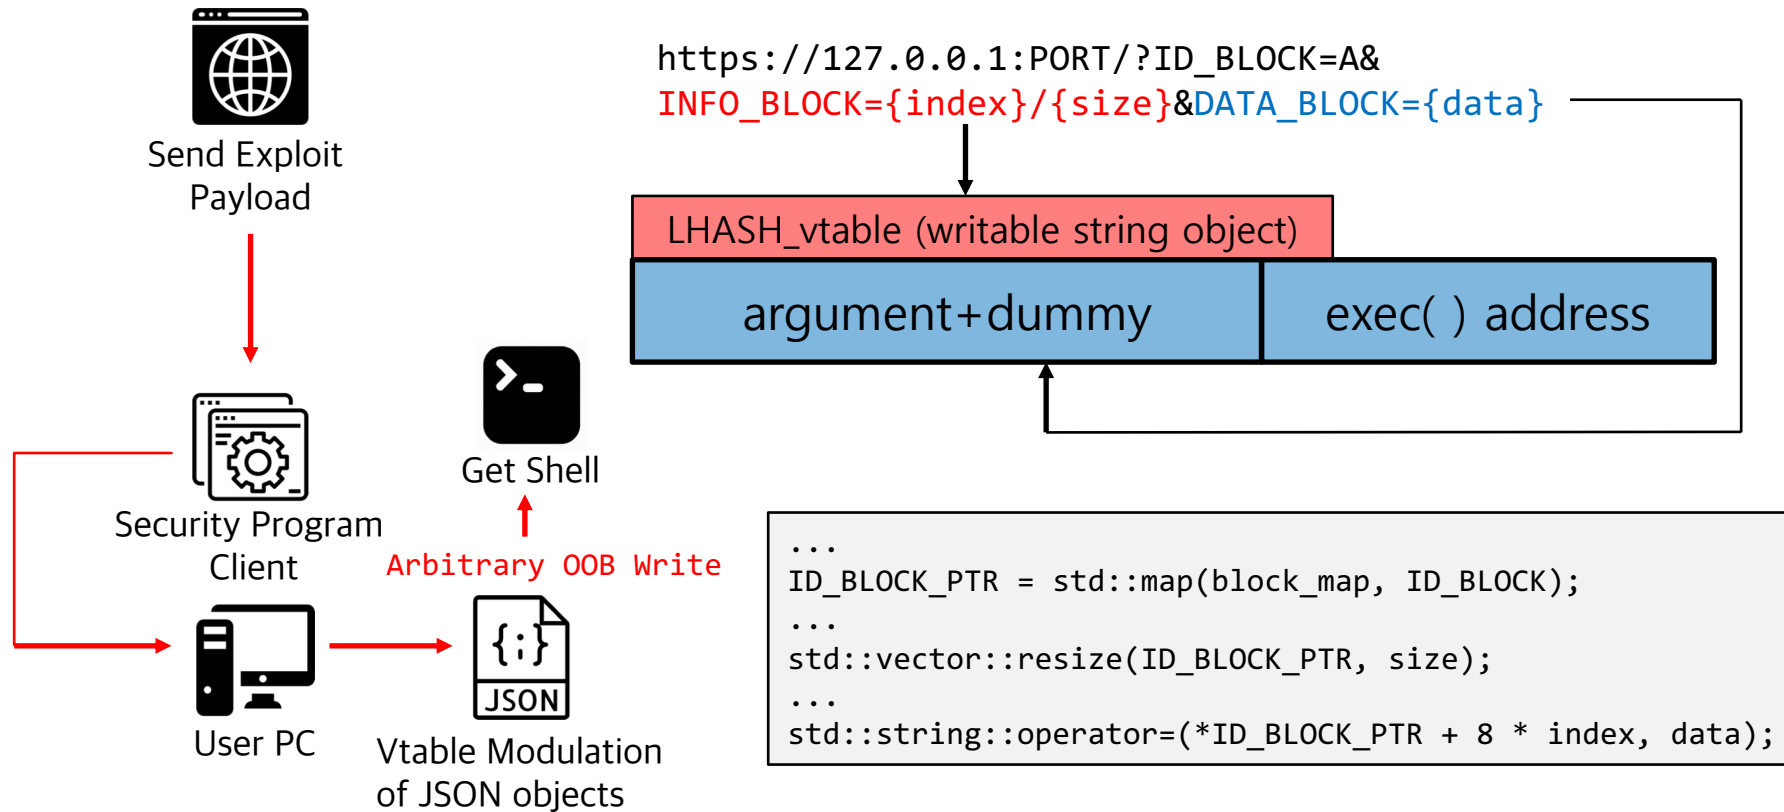 Send Exploit
Payload
Security Program
Client
User PC
{;}
JSON
Vtable Modulation
of JSON objects
Arbitrary OOB Write
Get Shell
https://127.0.0.1:PORT/?ID_BLOCK=A&
INFO_BLOCK={index}/{size}&DATA_BLOCK={data}
LHASH_vtable (writable string object)
argument+dummy
exec( ) address
...
ID_BLOCK_PTR = std::map(block_map, ID_BLOCK);
...
std::vector::resize(ID_BLOCK_PTR, size);
...
std::string::operator=(*ID_BLOCK_PTR + 8 * index, data);